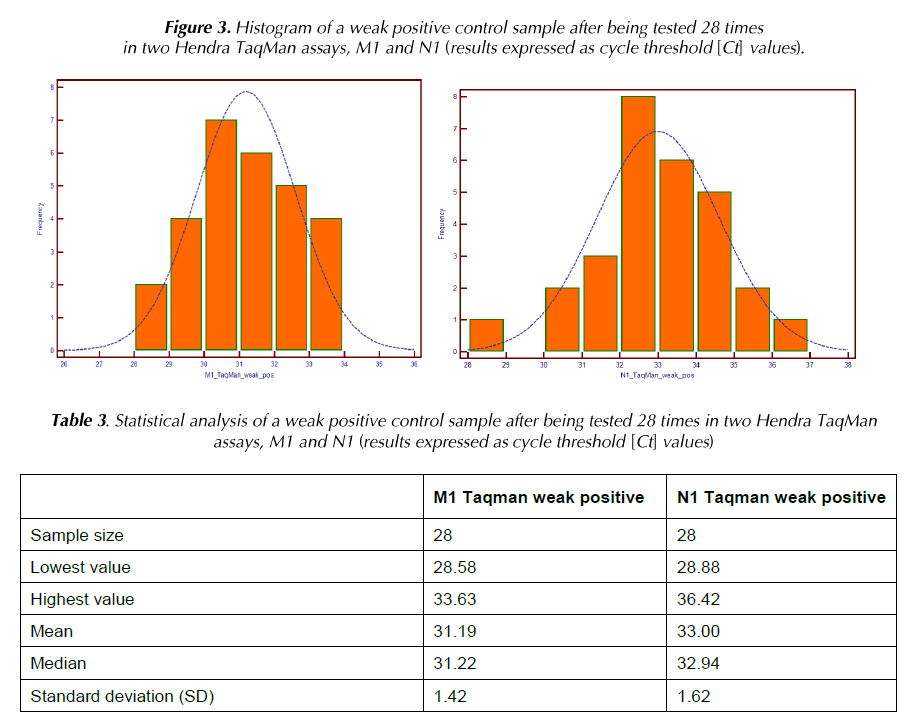 Figure 3. Histogram of a weak positive control sample after being tested 28 times
in two Hendra TaqMan assays, M1 and N1 (results expressed as cycle threshold [Ct] values).
8
7
6
5
4
3
2
1
0
Frequency
26 27 28 29 30 31 32 33 34 35 36
M1_TaqMan_weak_pos
8
7
6
5
4
3
2
1
0
Frequency
28 29 30 31 32 33 34 35 36 37 38
N1_TaqMan_weak_pos
Table 3. Statistical analysis of a weak positive control sample after being tested 28 times in two Hendra TaqMan
assays, M1 and N1 (results expressed as cycle threshold [Ct] values)
M1 Taqman weak positive N1 Taqman weak positive
Sample size 28 28
Lowest value 28.58 28.88
Highest value 33.63 36.42
Mean 31.19 33.00
Median 31.22 32.94
Standard deviation (SD) 1.42 1.62